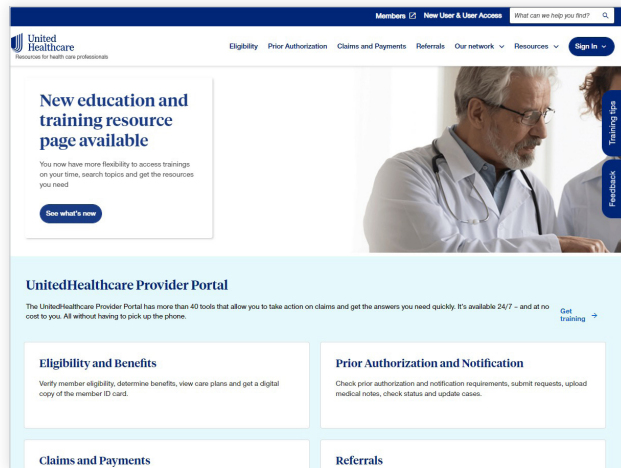 Members New User & User Access What can we help you find?
United
Healthcare
Resources for health care professionals
Eligibility Prior Authorization Claims and Payments Referrals Our network Resources Sign In
New education and
training resource
page available
You now have more flexibility to access trainings
on your time, search topics and get the resources
you need
See what's new
Training tips
Feedback
UnitedHealthcare Provider Portal
The UnitedHealthcare Provider Portal has more than 40 tools that allow you to take action on claims and get the answers you need quickly. It's available 24/7 – and at no
cost to you. All without having to pick up the phone.
Get
training
Eligibility and Benefits
Verify member eligibility, determine benefits, view care plans and get a digital
copy of the member ID card.
Prior Authorization and Notification
Check prior authorization and notification requirements, submit requests, upload
medical notes, check status and update cases.
Claims and Payments
Referrals